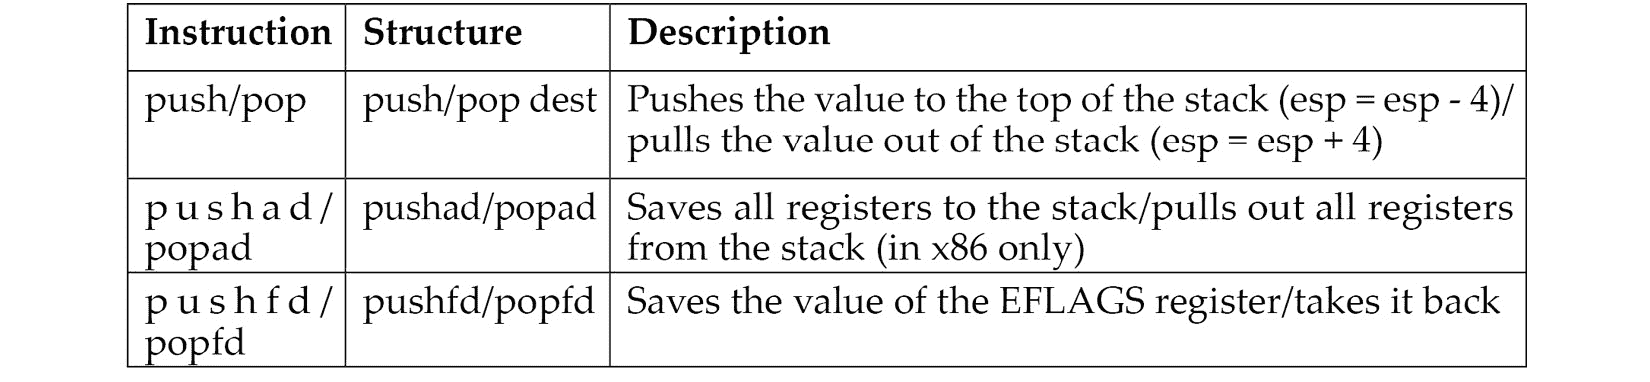 Instruction Structure Description
push/pop push/pop dest Pushes the value to the top of the stack (esp = esp - 4)/
pulls the value out of the stack (esp = esp + 4)
pushad/ pushad/popad Saves all registers to the stack/pulls out all registers
popad from the stack (in x86 only)
pushfd/ pushfd/popfd Saves the value of the EFLAGS register/takes it back
popfd